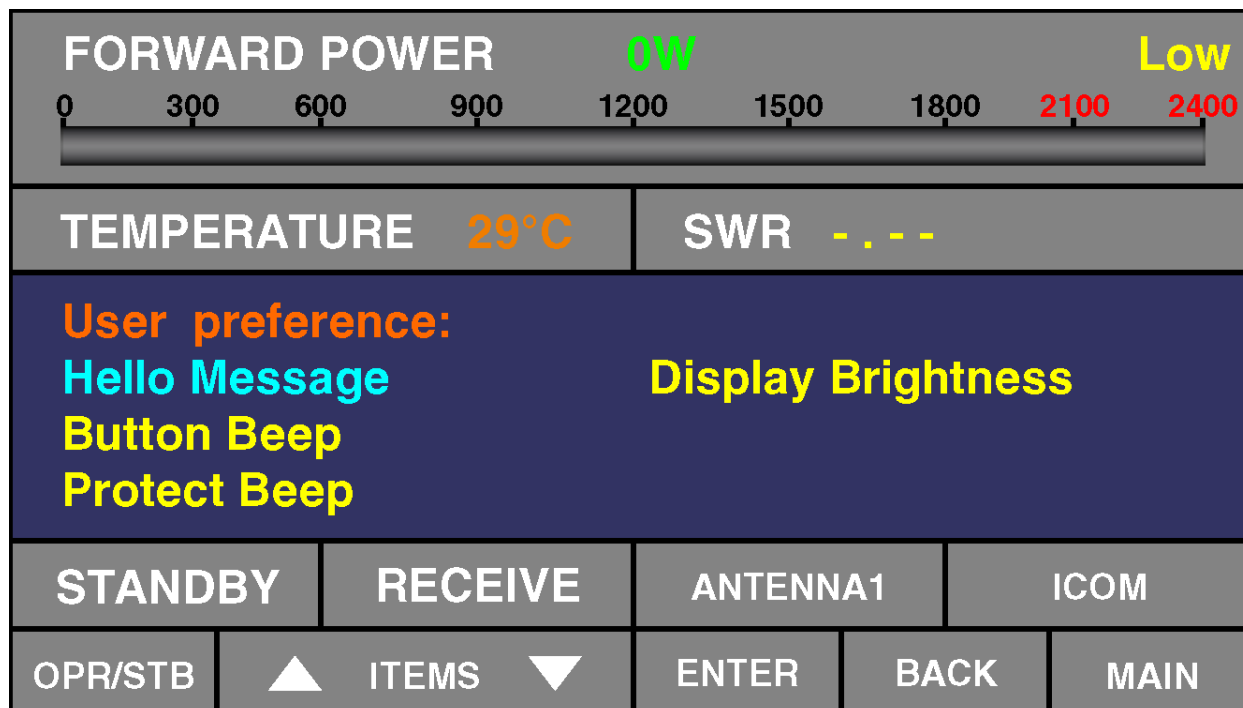 FORWARD POWER 0W Low
0 300 600 900 1200 1500 1800 2100 2400
TEMPERATURE 29°C SWR -.--
User preference:
Hello Message Display Brightness
Button Beep
Protect Beep
STANDBY RECEIVE ANTENNA1 ICOM
OPR/STB ▲ ITEMS ▼ ENTER BACK MAIN